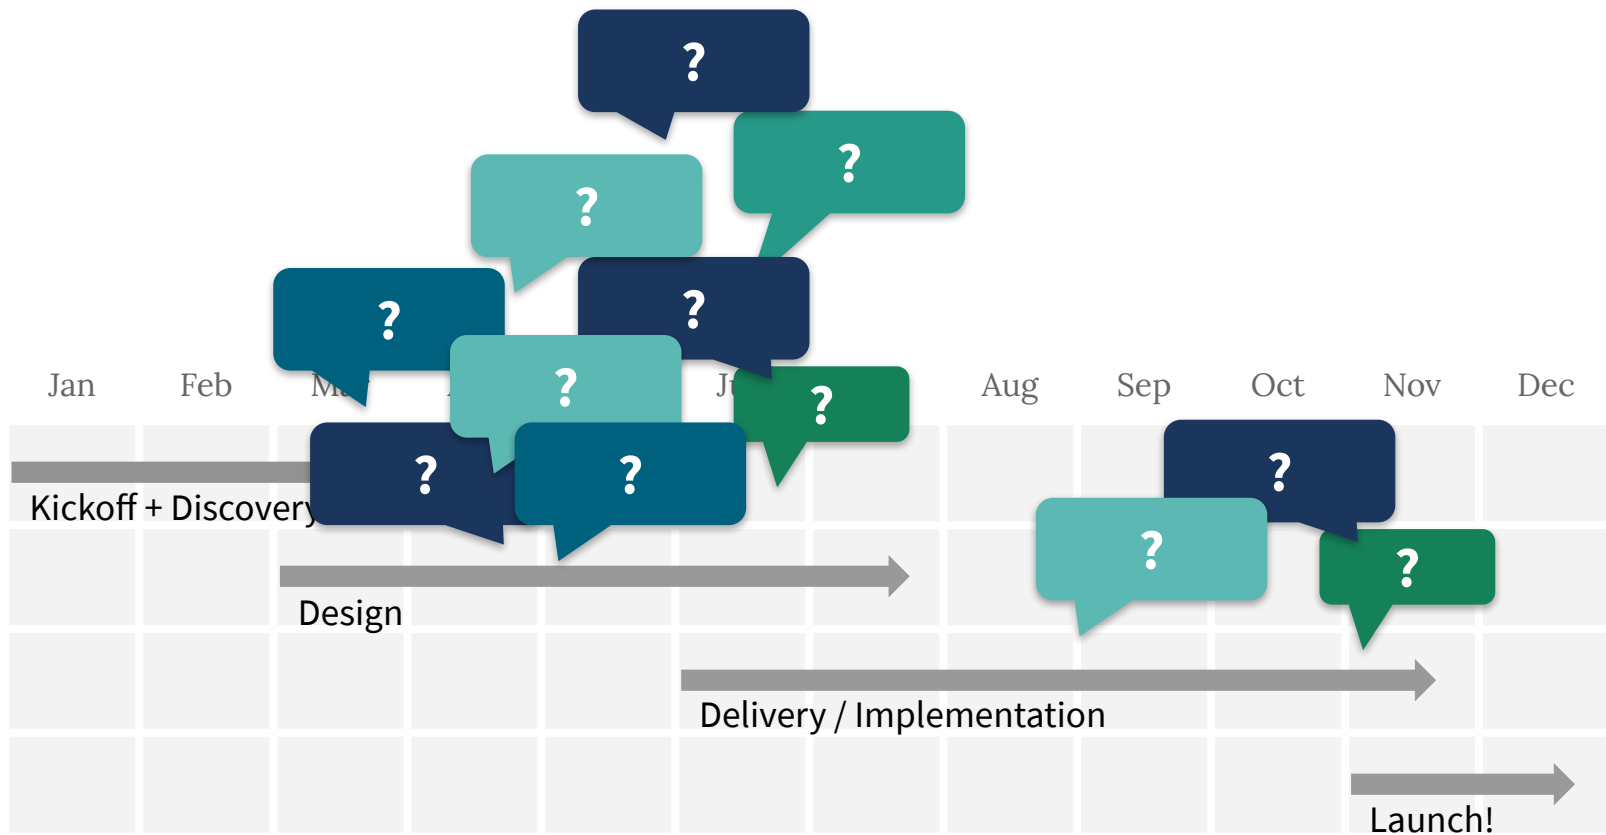 ?
?
?
?
?
?
?
Jan Feb Aug Sep Oct Nov Dec
?
?
?
?
?
Kickoff + Discovery
?
Design
Delivery / Implementation
Launch!